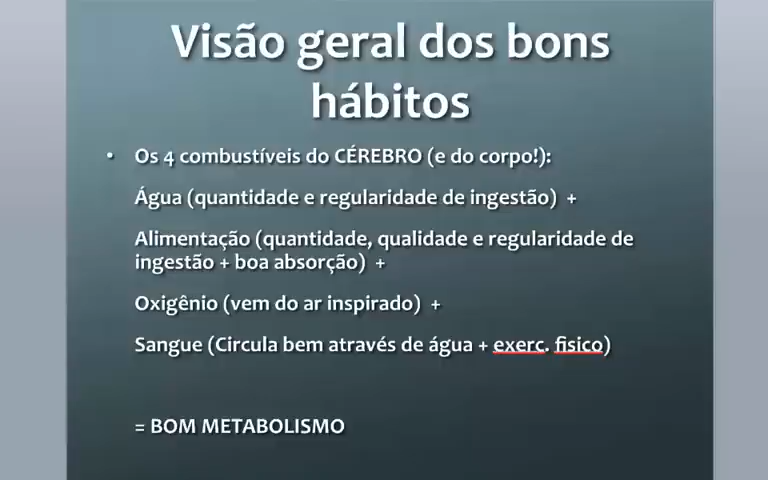 Visão geral dos bons
hábitos
• Os 4 combustíveis do CÉREBRO (e do corpo!):
Água (quantidade e regularidade de ingestão) +
Alimentação (quantidade, qualidade e regularidade de
ingestão + boa absorção) +
Oxigênio (vem do ar inspirado) +
Sangue (Circula bem através de água + exerc. fisico)
= BOM METABOLISMO